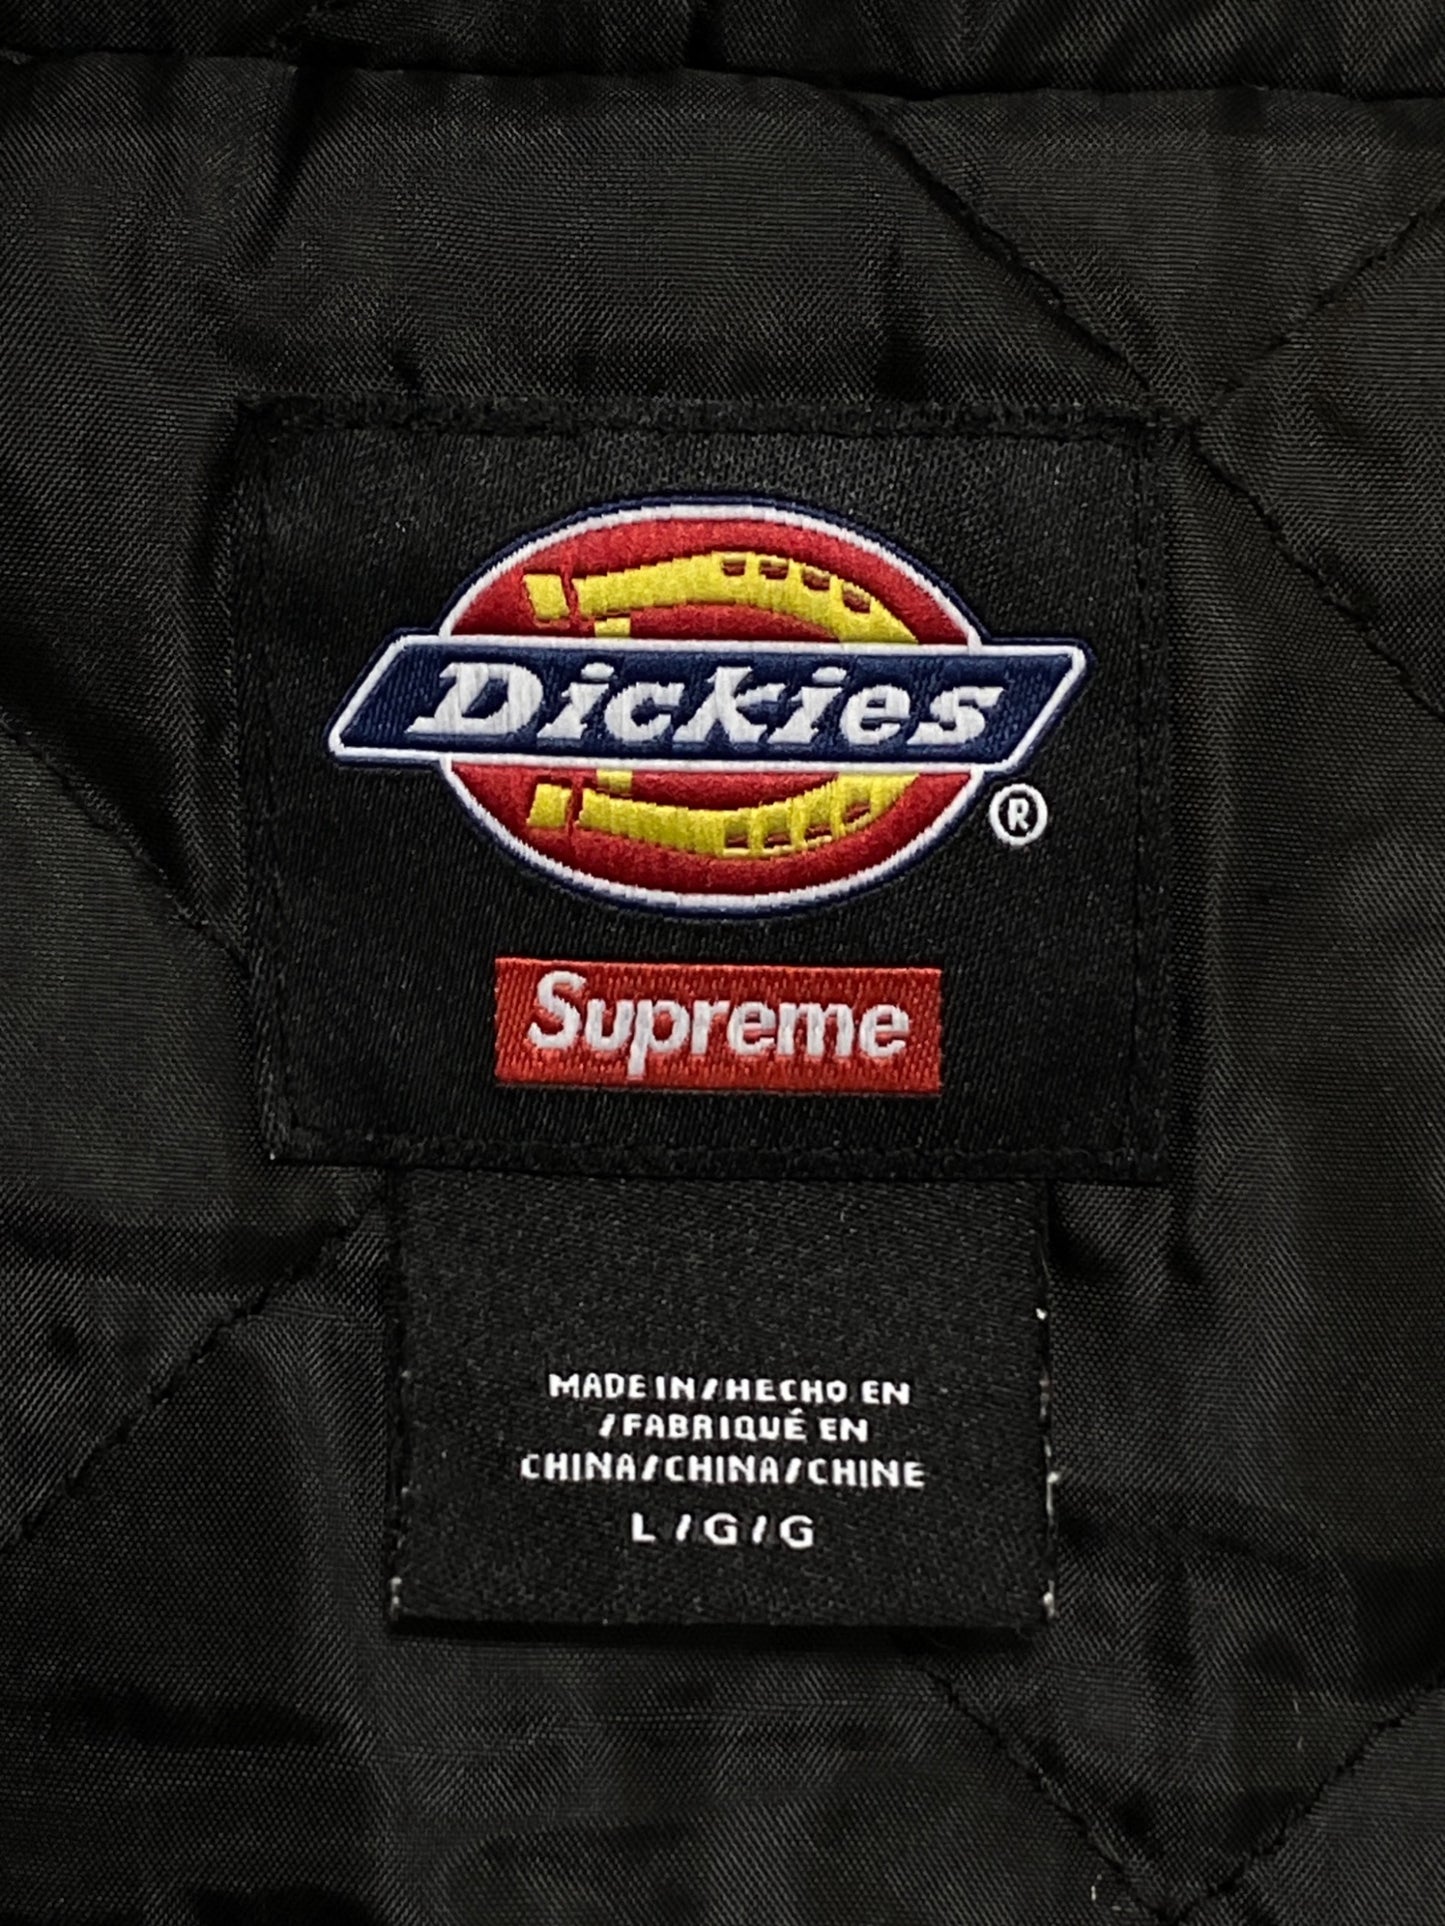 Dickies
®
Supreme
MADE IN/HECHO EN
/FABRIQUÉ EN
CHINA/CHINA/CHINE
L/G/G